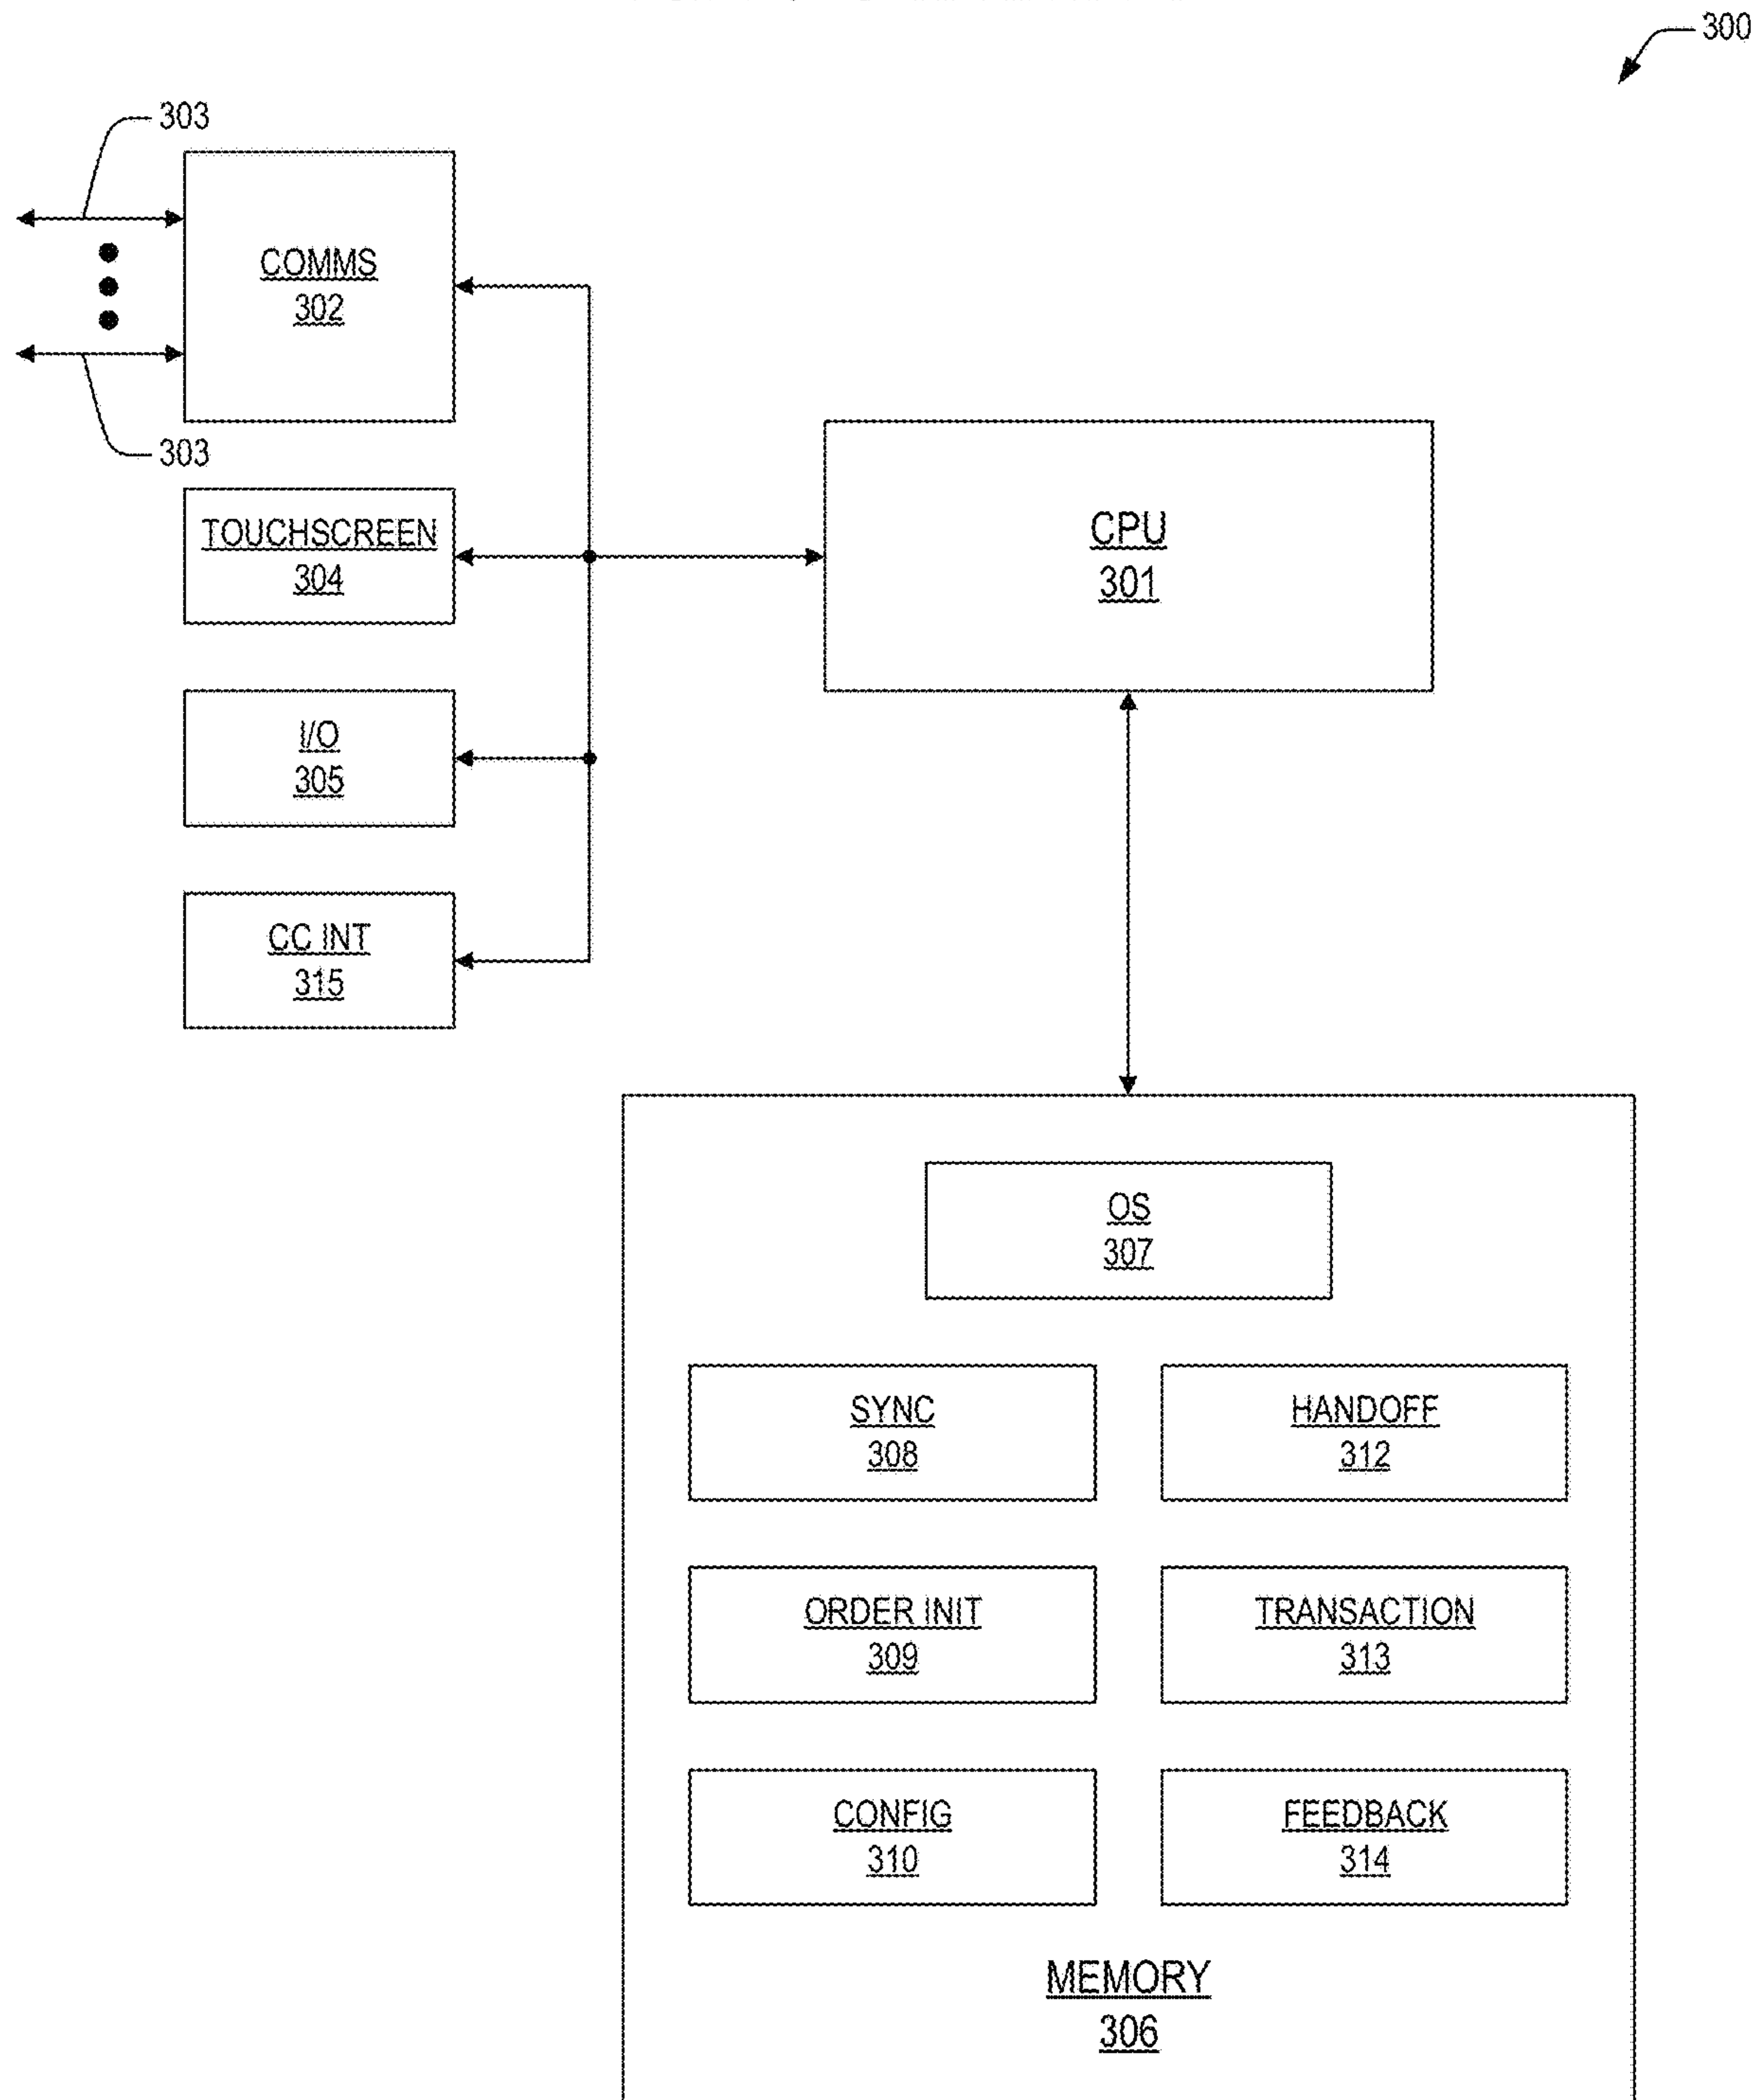 300
303
COMMS
302
303
TOUCHSCREEN
304
CPU
301
I/O
305
CC INT
315
OS
307
SYNC
308
HANDOFF
312
ORDER INIT
309
TRANSACTION
313
CONFIG
310
FEEDBACK
314
MEMORY
306